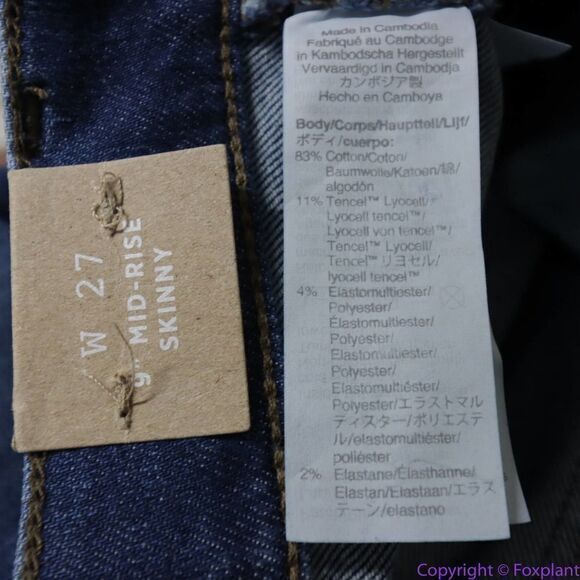 Made in Cambodia
Fabriqué au Cambodge
in Kambodscha Hergestellt
Vervaardigd in Cambodja
カンボジア製
Hecho en Camboya
Body/Corps/Hauptteil/Lijf/
ボディ/cuerpo:
83% Cotton/Coton/
Baumwolle/Katoen/綿/
algodón
11% Tencel™ Lyocell/
Lyocell tencel™/
Lyocell von tencel™/
Tencel™ Lyocell/
Tencel™ リヨセル/
lyocell tencel™
4% Elastomultiester/
Polyester/
Élastomultiester/
Polyester/
Elastomultiester/
Polyester/
Elastomultiëster/
Polyester/エラストマル
ティスター/ポリエステ
ル/elastomultiéster/
poliéster
2% Elastane/Élasthanne/
Elastan/Elastaan/エラス
テーン/elastano
W 27
9" MID-RISE
SKINNY
Copyright © Foxplant